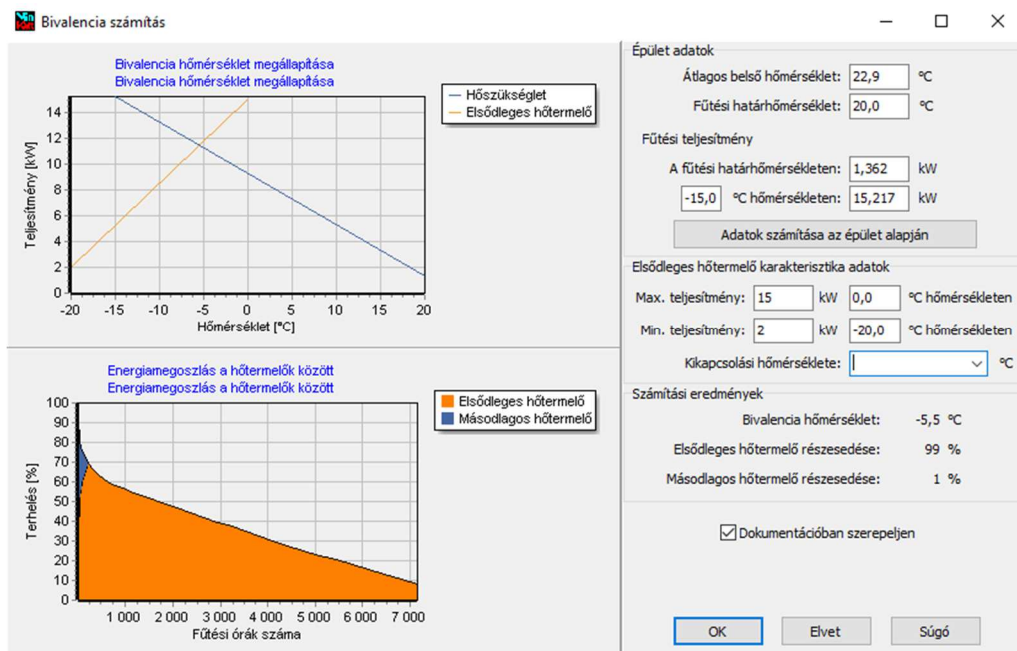 Bivalencia számítás
Bivalencia hőmérséklet megállapítása
Bivalencia hőmérséklet megállapítása
Teljesítmény [kW]
14
12
10
8
6
4
2
0
-20 -15 -10 -5 0 5 10 15 20
Hőmérséklet [°C]
Hőszükséglet
Elsődleges hőtermelő
Energiamegoszlás a hőtermelők között
Energiamegoszlás a hőtermelők között
Terhelés [%]
100
90
80
70
60
50
40
30
20
10
0
1 000 2 000 3 000 4 000 5 000 6 000 7 000
Fűtési órák száma
Elsődleges hőtermelő
Másodlagos hőtermelő
Épület adatok
Átlagos belső hőmérséklet: 22,9 °C
Fűtési határhőmérséklet: 20,0 °C
Fűtési teljesítmény
A fűtési határhőmérsékleten: 1,362 kW
-15,0 °C hőmérsékleten: 15,217 kW
Adatok számítása az épület alapján
Elsődleges hőtermelő karakterisztika adatok
Max. teljesítmény: 15 kW 0,0 °C hőmérsékleten
Min. teljesítmény: 2 kW -20,0 °C hőmérsékleten
Kikapcsolási hőmérséklete: °C
Számítási eredmények
Bivalencia hőmérséklet: -5,5 °C
Elsődleges hőtermelő részesedése: 99 %
Másodlagos hőtermelő részesedése: 1 %
Dokumentációban szerepeljen
OK Elvet Súgó